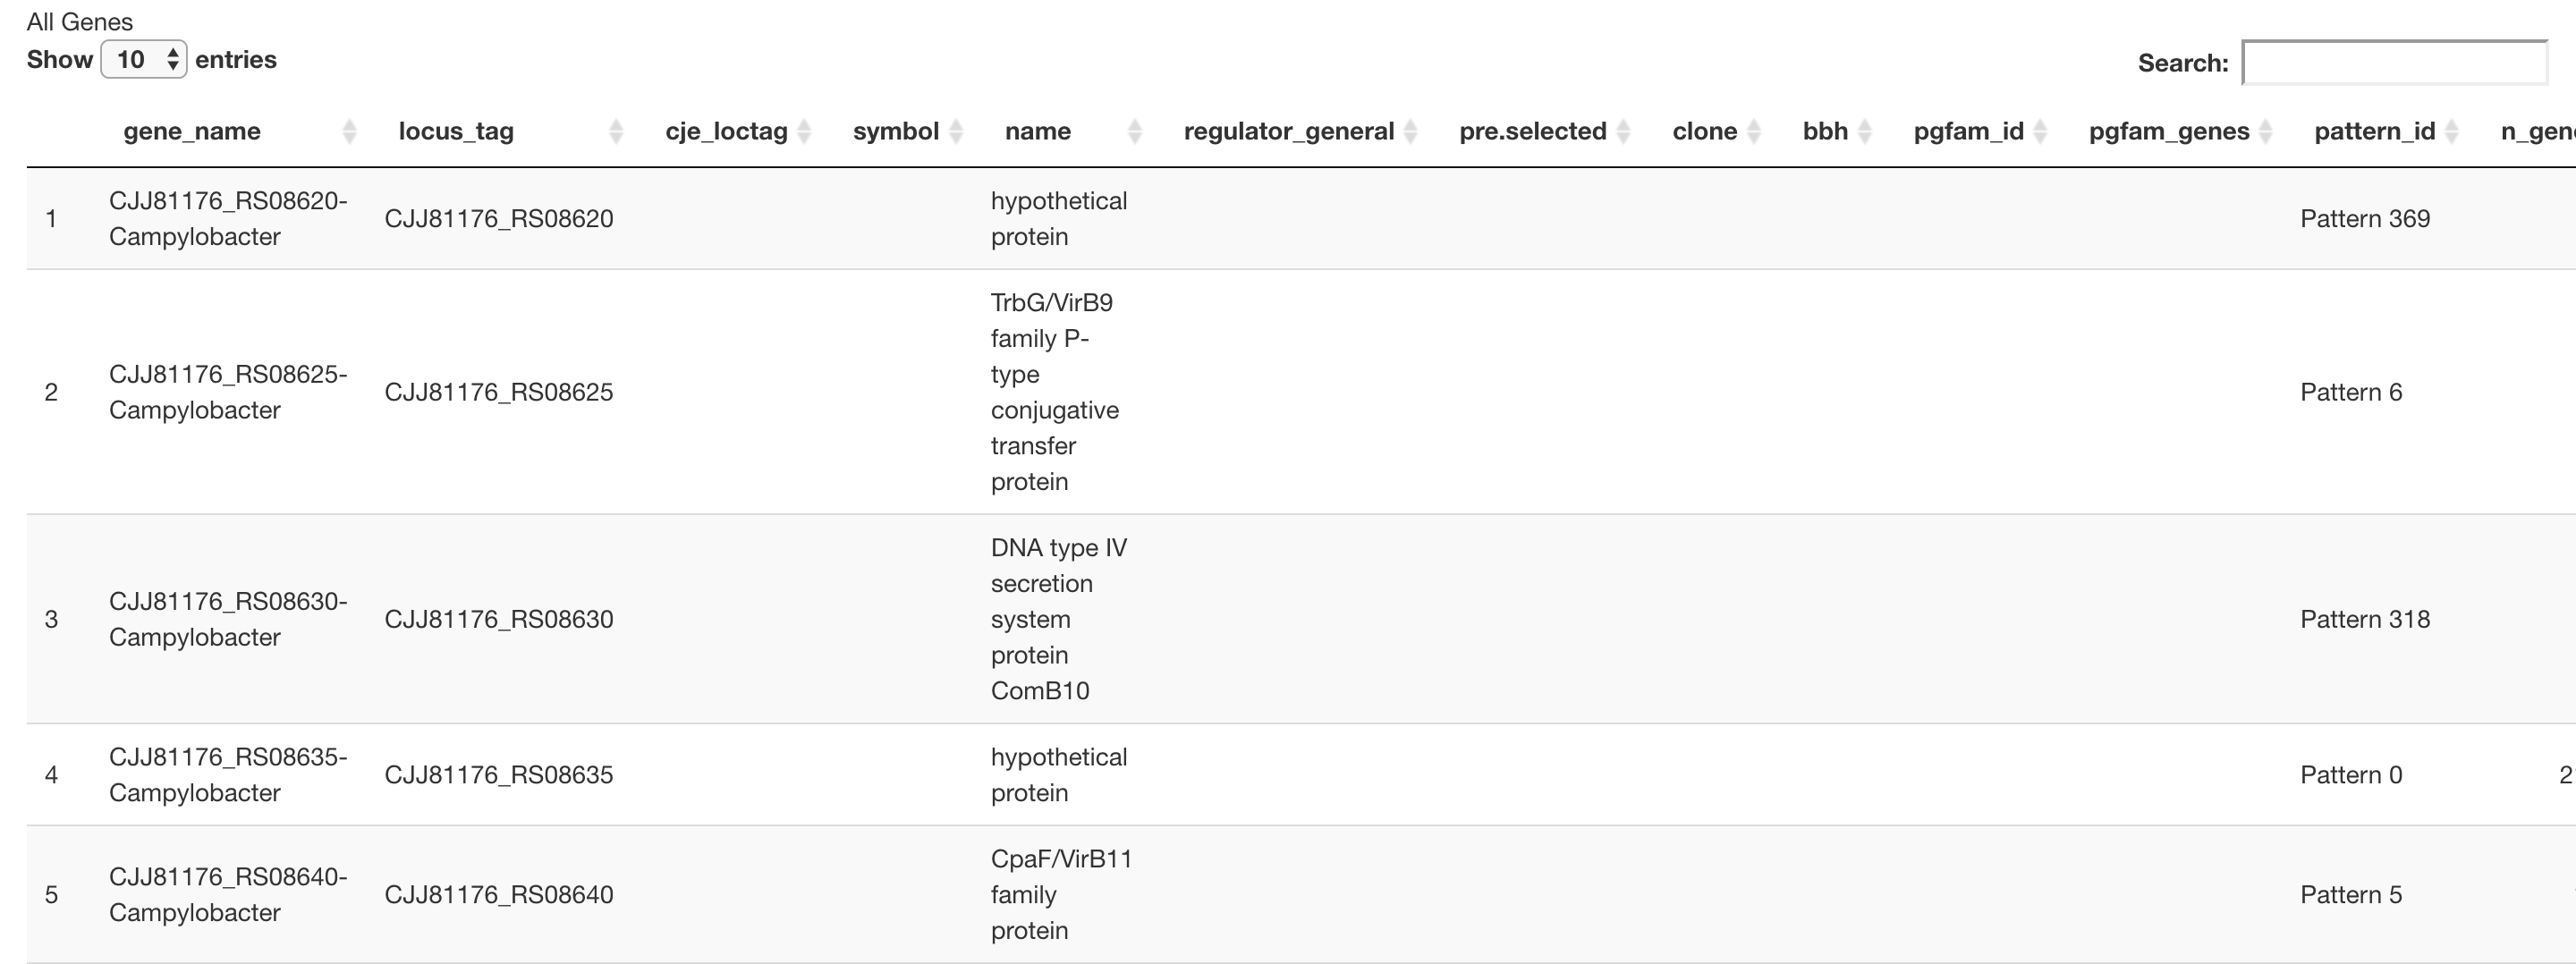 All Genes
Show 10 entries
Search:
gene_name locus_tag cje_loctag symbol name regulator_general pre.selected clone bbh pgfam_id pgfam_genes pattern_id
1 CJJ81176_RS08620- CJJ81176_RS08620 hypothetical Pattern 369
Campylobacter protein
2 CJJ81176_RS08625- CJJ81176_RS08625 TrbG/VirB9 Pattern 6
Campylobacter family P-
type
conjugative
transfer
protein
3 CJJ81176_RS08630- CJJ81176_RS08630 DNA type IV Pattern 318
Campylobacter secretion
system
protein
ComB10
4 CJJ81176_RS08635- CJJ81176_RS08635 hypothetical Pattern 0 2
Campylobacter protein
5 CJJ81176_RS08640- CJJ81176_RS08640 CpaF/VirB11 Pattern 5
Campylobacter family
protein